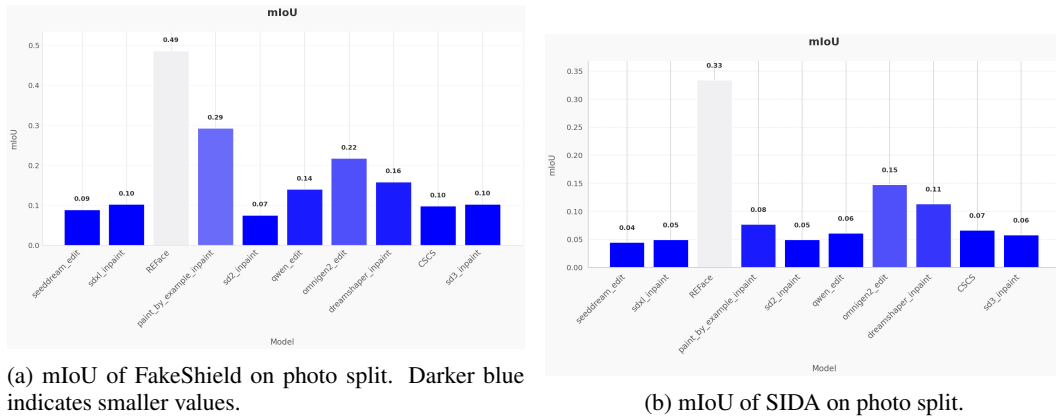 mIoU
0.5
0.4
0.3
0.2
0.1
0.0
mIoU
0.09
0.10
0.49
0.29
0.07
0.14
0.22
0.16
0.10
0.10
seeddream_edit
sdxl_inpaint
REFace
paint_by_example_inpaint
sd2_inpaint
qwen_edit
omnigen2_edit
dreamshaper_inpaint
CSCS
sd3_inpaint
Model
(a) mIoU of FakeShield on photo split. Darker blue
indicates smaller values.
mIoU
0.35
0.30
0.25
0.20
0.15
0.10
0.05
0.00
mIoU
0.04
0.05
0.33
0.08
0.05
0.06
0.15
0.11
0.07
0.06
seeddream_edit
sdxl_inpaint
REFace
paint_by_example_inpaint
sd2_inpaint
qwen_edit
omnigen2_edit
dreamshaper_inpaint
CSCS
sd3_inpaint
Model
(b) mIoU of SIDA on photo split.